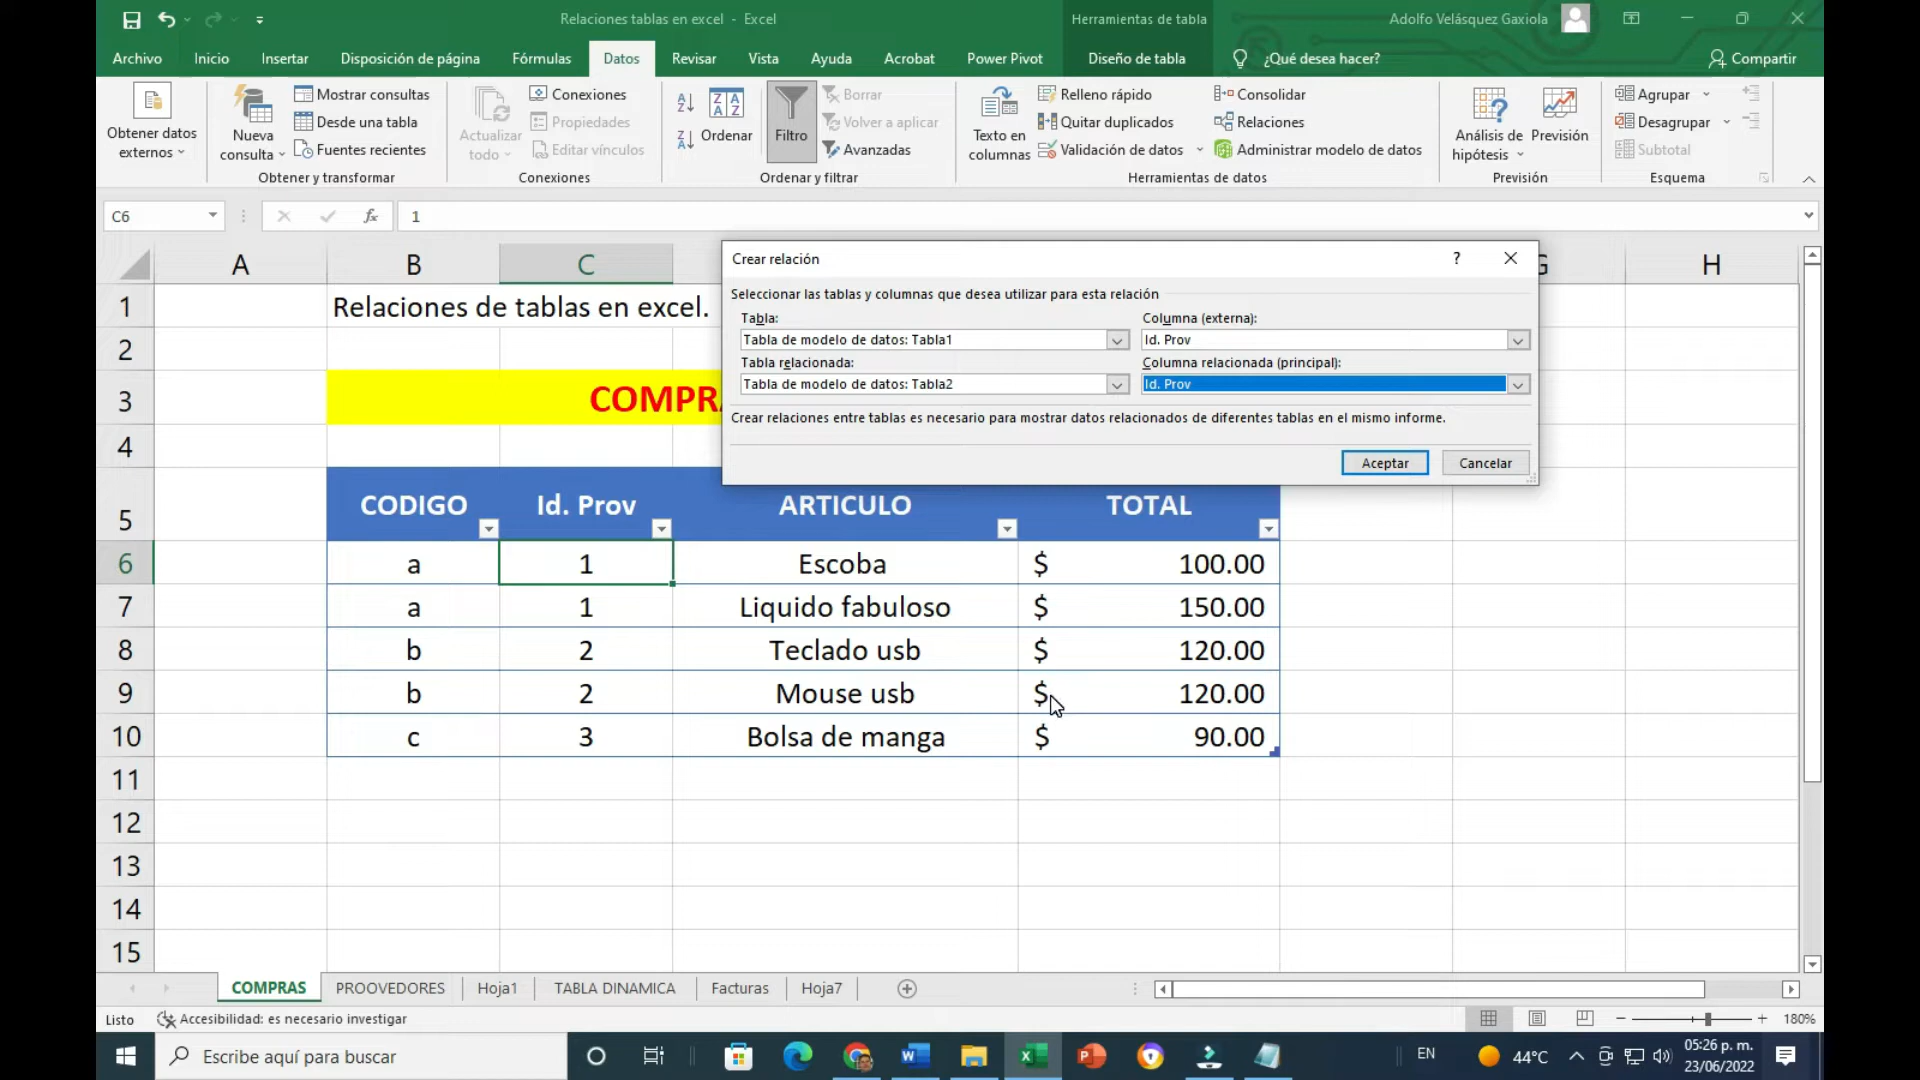 Relaciones tablas en excel - Excel
Herramientas de tabla
Adolfo Velásquez Gaxiola
Archivo Inicio Insertar Disposición de página Fórmulas Datos Revisar Vista Ayuda Acrobat Power Pivot Diseño de tabla ¿Qué desea hacer? Compartir
Obtener datos externos
Nueva consulta
Mostrar consultas
Desde una tabla
Fuentes recientes
Obtener y transformar
Actualizar todo
Conexiones
Propiedades
Editar vínculos
Conexiones
Ordenar
Filtro
Borrar
Volver a aplicar
Avanzadas
Ordenar y filtrar
Texto en columnas
Relleno rápido
Quitar duplicados
Validación de datos
Consolidar
Relaciones
Administrar modelo de datos
Herramientas de datos
Análisis de hipótesis
Previsión
Previsión
Agrupar
Desagrupar
Subtotal
Esquema
C6 fx 1
A B C G H
Crear relación ?
Seleccionar las tablas y columnas que desea utilizar para esta relación
Tabla: Columna (externa):
Tabla de modelo de datos: Tabla1 Id. Prov
Tabla relacionada: Columna relacionada (principal):
Tabla de modelo de datos: Tabla2 Id. Prov
Crear relaciones entre tablas es necesario para mostrar datos relacionados de diferentes tablas en el mismo informe.
Aceptar Cancelar
1 Relaciones de tablas en excel.
2
3 COMPR
4
5 CODIGO Id. Prov ARTICULO TOTAL
6 a 1 Escoba $ 100.00
7 a 1 Liquido fabuloso $ 150.00
8 b 2 Teclado usb $ 120.00
9 b 2 Mouse usb $ 120.00
10 c 3 Bolsa de manga $ 90.00
11
12
13
14
15
COMPRAS PROOVEDORES Hoja1 TABLA DINAMICA Facturas Hoja7
Listo Accesibilidad: es necesario investigar 180%
Escribe aquí para buscar
EN 44°C 05:26 p. m.
23/06/2022